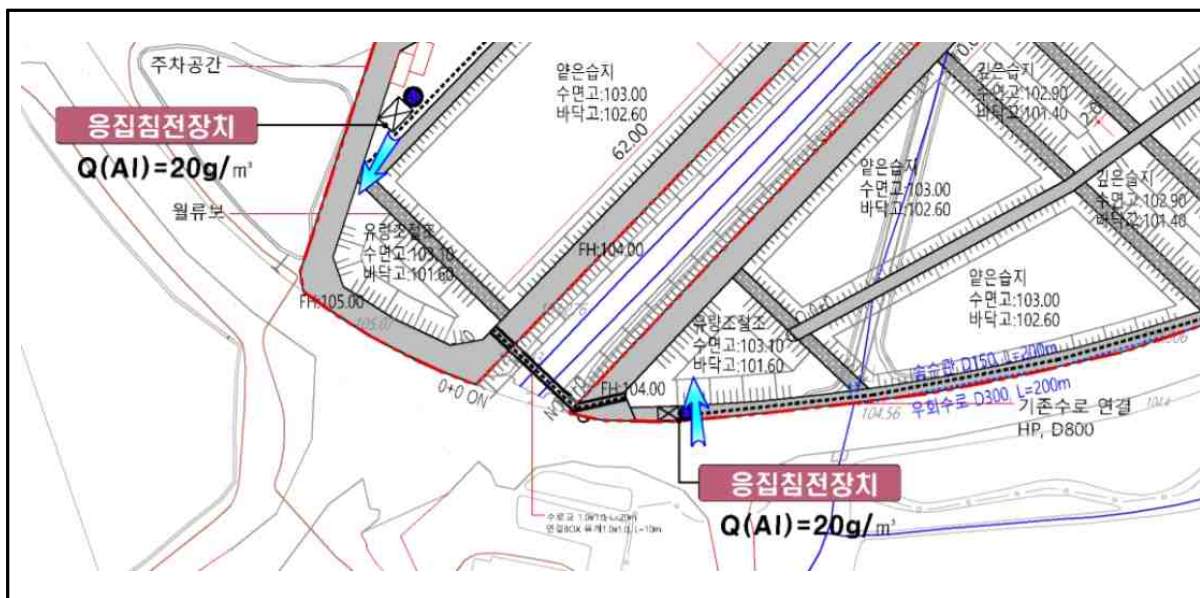 주차공간
응집침전장치
Q(Al)=20g/㎥
월류보
유량조절조
수면고:103.10
바닥고:101.60
FH:105.00
105.07
얕은습지
수면고:103.00
바닥고:102.60
62.00
FH:104.00
깊은습지
수면고:102.90
바닥고:101.40
얕은습지
수면고:103.00
바닥고:102.60
깊은습지
수면고:102.90
바닥고:101.40
얕은습지
수면고:103.00
바닥고:102.60
유량조절조
수면고:103.10
바닥고:101.60
FH:104.00
NO 0+0
송수관 D150, L=200m
우회수로 D300, L=200m
104.56
기존수로 연결
HP, D800
응집침전장치
Q(Al)=20g/㎥